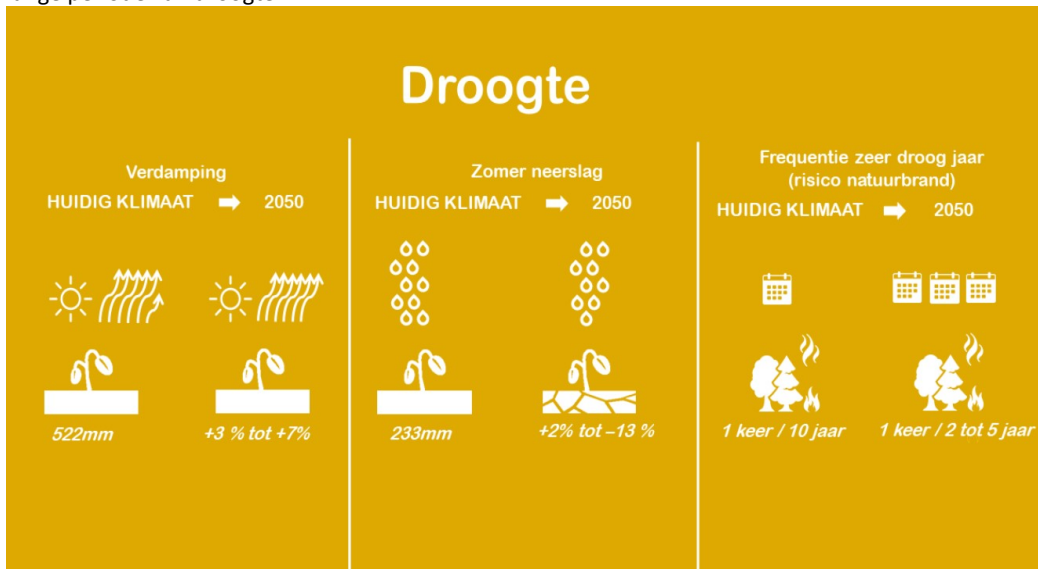 Droogte
Verdamping
HUIDIG KLIMAAT 2050
522mm +3 % tot +7%
Zomer neerslag
HUIDIG KLIMAAT 2050
233mm +2% tot –13 %
Frequentie zeer droog jaar
(risico natuurbrand)
HUIDIG KLIMAAT 2050
1 keer / 10 jaar 1 keer / 2 tot 5 jaar